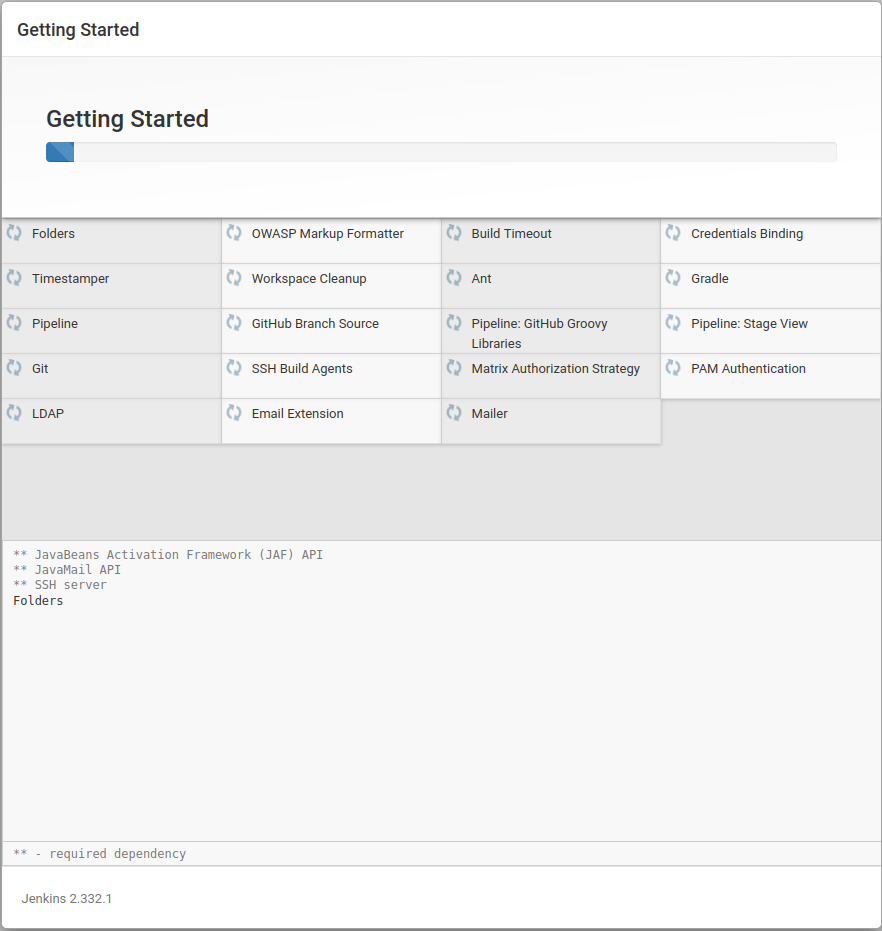 Getting Started
Getting Started
Folders
OWASP Markup Formatter
Build Timeout
Credentials Binding
Timestamper
Workspace Cleanup
Ant
Gradle
Pipeline
GitHub Branch Source
Pipeline: GitHub Groovy
Libraries
Pipeline: Stage View
Git
SSH Build Agents
Matrix Authorization Strategy
PAM Authentication
LDAP
Email Extension
Mailer
** JavaBeans Activation Framework (JAF) API
** JavaMail API
** SSH server
Folders
** - required dependency
Jenkins 2.332.1